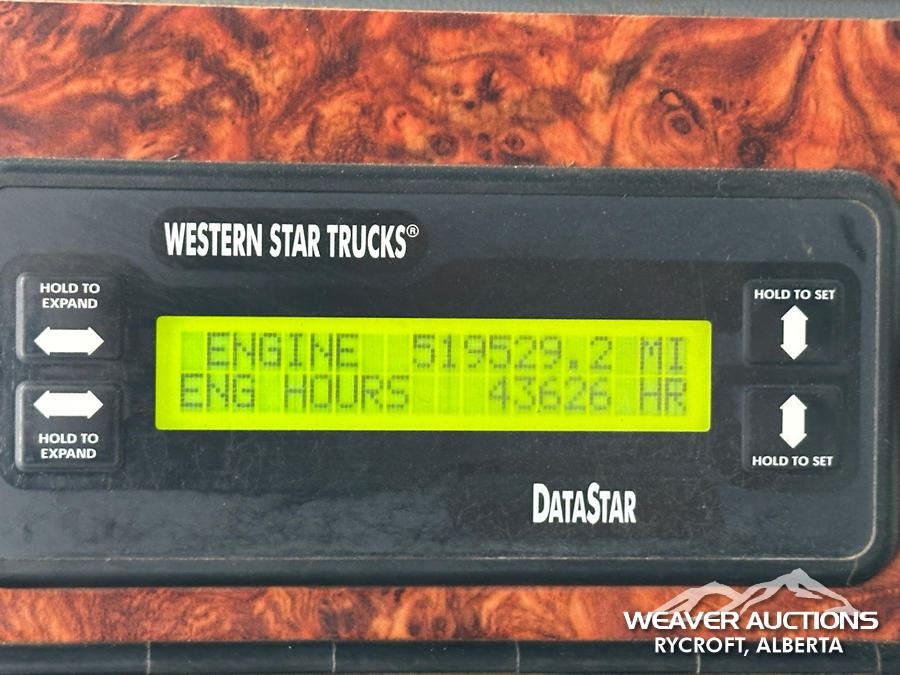 WESTERN STAR TRUCKS®
HOLD TO
EXPAND
HOLD TO SET
ENGINE 519529.2 MI
ENG HOURS 43626 HR
HOLD TO
EXPAND
HOLD TO SET
DATASTAR
WEAVER AUCTIONS
RYCROFT, ALBERTA